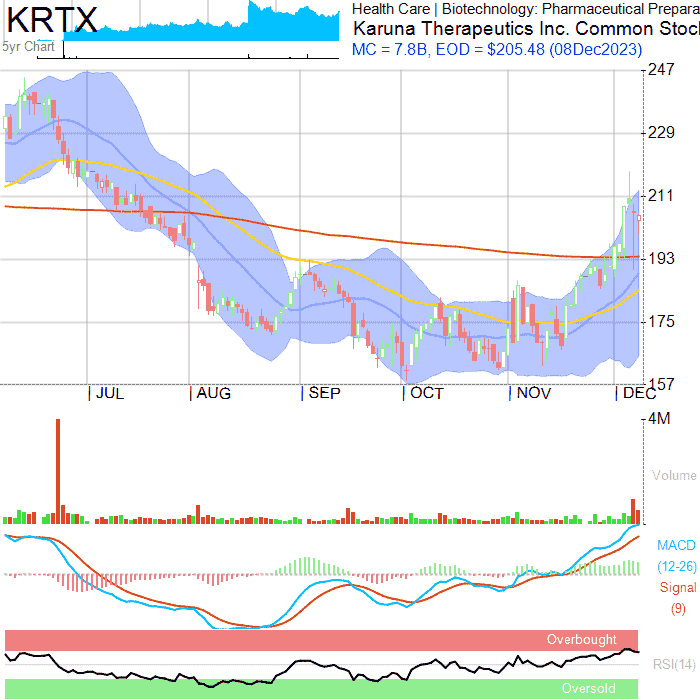 KRTX
5yr Chart
Health Care | Biotechnology: Pharmaceutical Prepara
Karuna Therapeutics Inc. Common Stoc
MC = 7.8B, EOD = $205.48 (08Dec2023)
247
229
211
193
175
157
JUL AUG SEP OCT NOV DEC
4M
Volume
MACD
(12-26)
Signal
(9)
Overbought
RSI(14)
Oversold